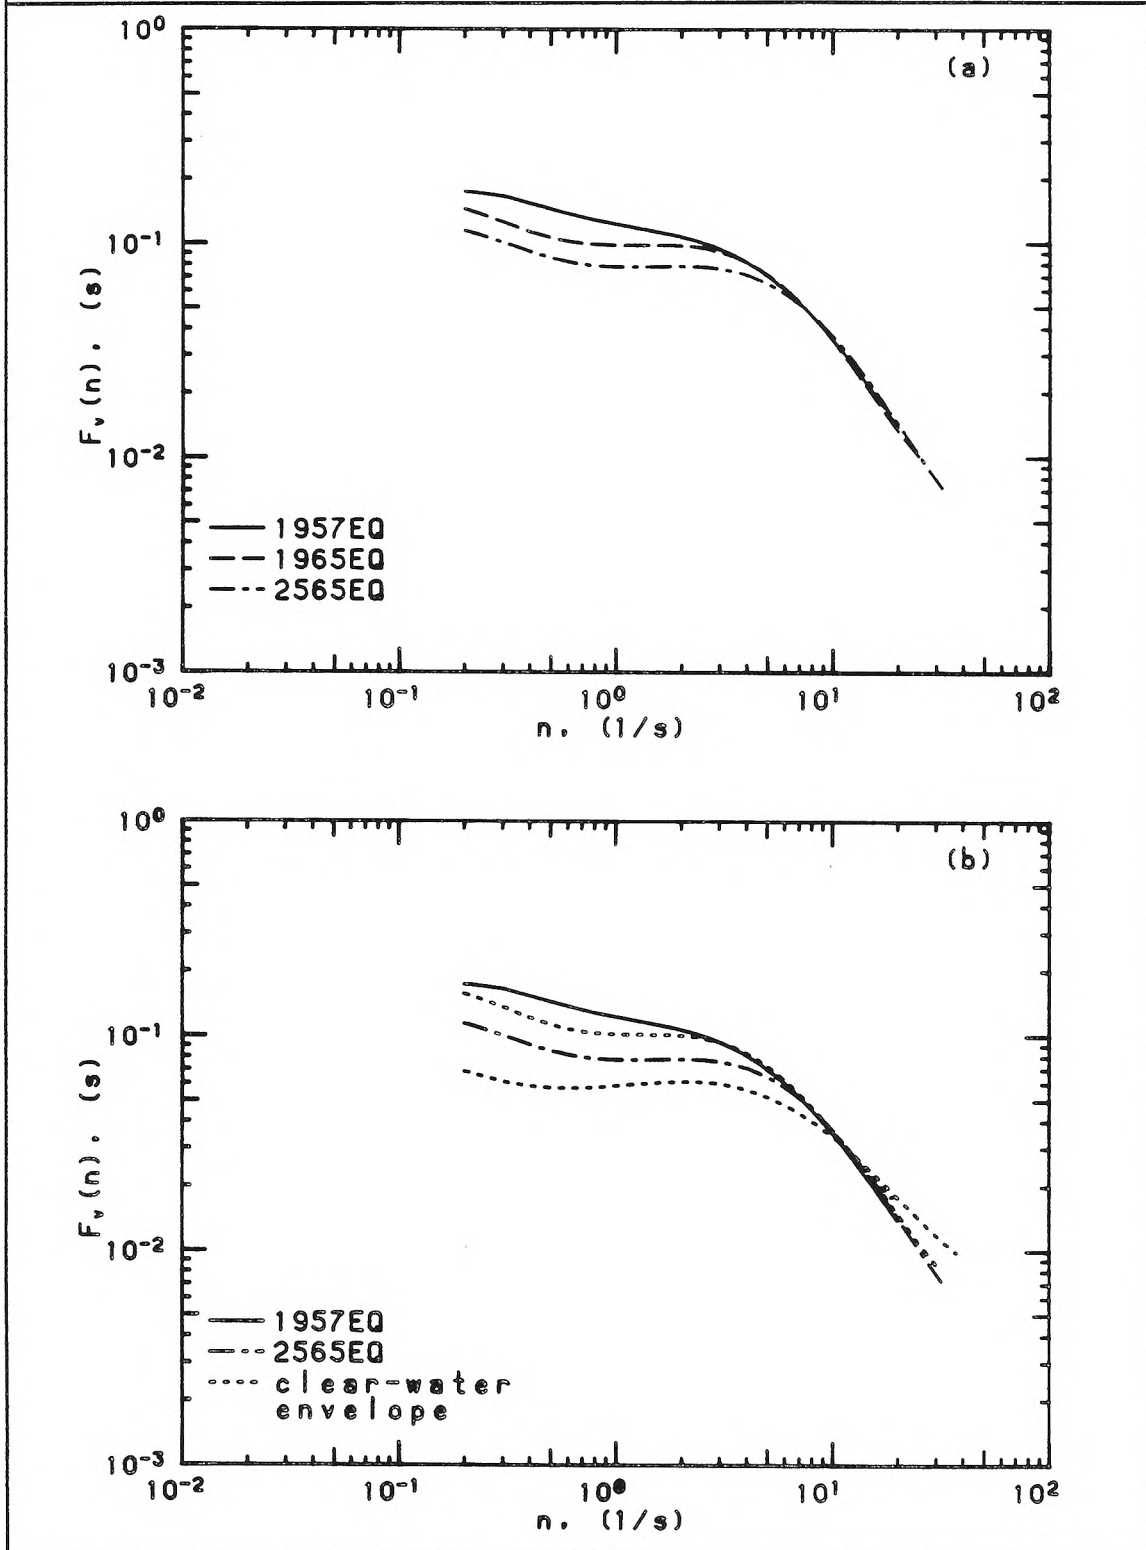 10⁰
(a)
10⁻¹
F_v(n), (s)
10⁻²
1957EQ
1965EQ
2565EQ
10⁻³
10⁻² 10⁻¹ 10⁰ 10¹ 10²
n, (1/s)
10⁰
(b)
10⁻¹
F_v(n), (s)
10⁻²
1957EQ
2565EQ
clear-water
envelope
10⁻³
10⁻² 10⁻¹ 10⁰ 10¹ 10²
n, (1/s)